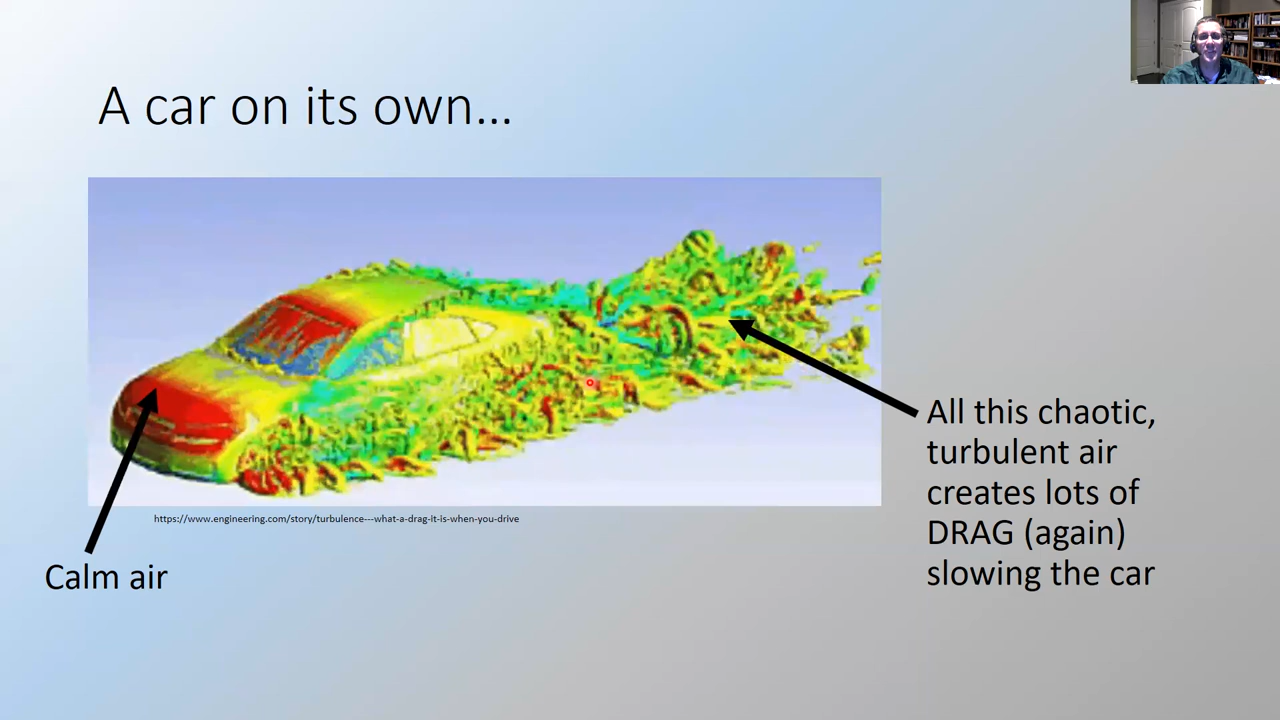 A car on its own...
https://www.engineering.com/story/turbulence---what-a-drag-it-is-when-you-drive
Calm air
All this chaotic,
turbulent air
creates lots of
DRAG (again)
slowing the car